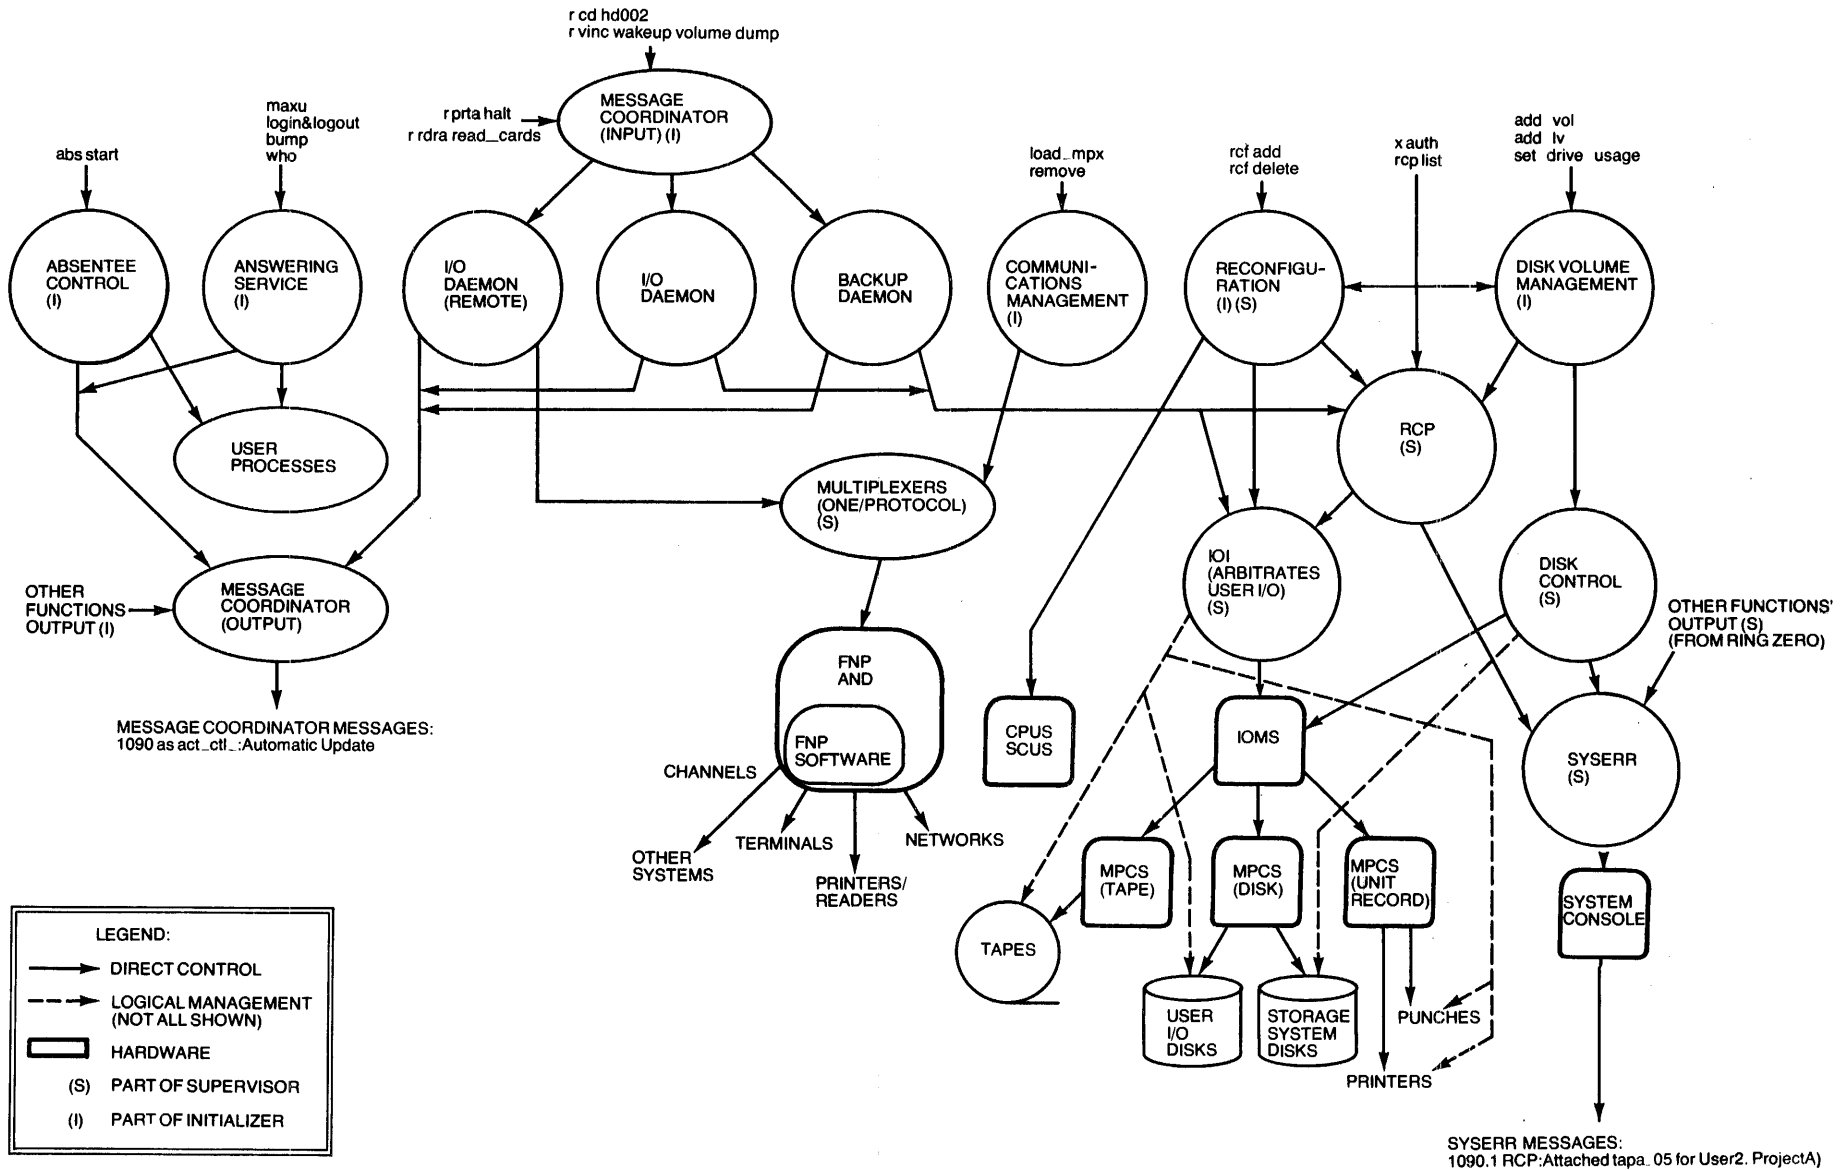 r cd hd002
r vinc wakeup volume dump
r prta halt
r rdra read_cards
MESSAGE
COORDINATOR
(INPUT) (I)
abs start
maxu
login&logout
bump
who
load_mpx
remove
rcf add
rcf delete
x auth
rcp list
add vol
add lv
set drive usage
ABSENTEE
CONTROL
(I)
ANSWERING
SERVICE
(I)
I/O
DAEMON
(REMOTE)
I/O
DAEMON
BACKUP
DAEMON
COMMUNI-
CATIONS
MANAGEMENT
(I)
RECONFIGU-
RATION
(I) (S)
DISK VOLUME
MANAGEMENT
(I)
RCP
(S)
USER
PROCESSES
MULTIPLEXERS
(ONE/PROTOCOL)
(S)
IOI
(ARBITRATES
USER I/O)
(S)
DISK
CONTROL
(S)
OTHER
FUNCTIONS
OUTPUT (I)
MESSAGE
COORDINATOR
(OUTPUT)
OTHER FUNCTIONS'
OUTPUT (S)
(FROM RING ZERO)
MESSAGE COORDINATOR MESSAGES:
1090 as act_ctl_:Automatic Update
FNP
AND
FNP
SOFTWARE
CHANNELS
OTHER
SYSTEMS
TERMINALS
PRINTERS/
READERS
NETWORKS
CPUS
SCUS
IOMS
SYSERR
(S)
MPCS
(TAPE)
MPCS
(DISK)
MPCS
(UNIT
RECORD)
SYSTEM
CONSOLE
TAPES
USER
I/O
DISKS
STORAGE
SYSTEM
DISKS
PUNCHES
PRINTERS
LEGEND:
DIRECT CONTROL
LOGICAL MANAGEMENT
(NOT ALL SHOWN)
HARDWARE
(S) PART OF SUPERVISOR
(I) PART OF INITIALIZER
SYSERR MESSAGES:
1090.1 RCP:Attached tapa_05 for User2. ProjectA)